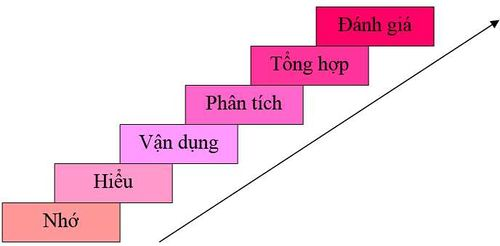 Đánh giá
Tổng hợp
Phân tích
Vận dụng
Hiểu
Nhớ